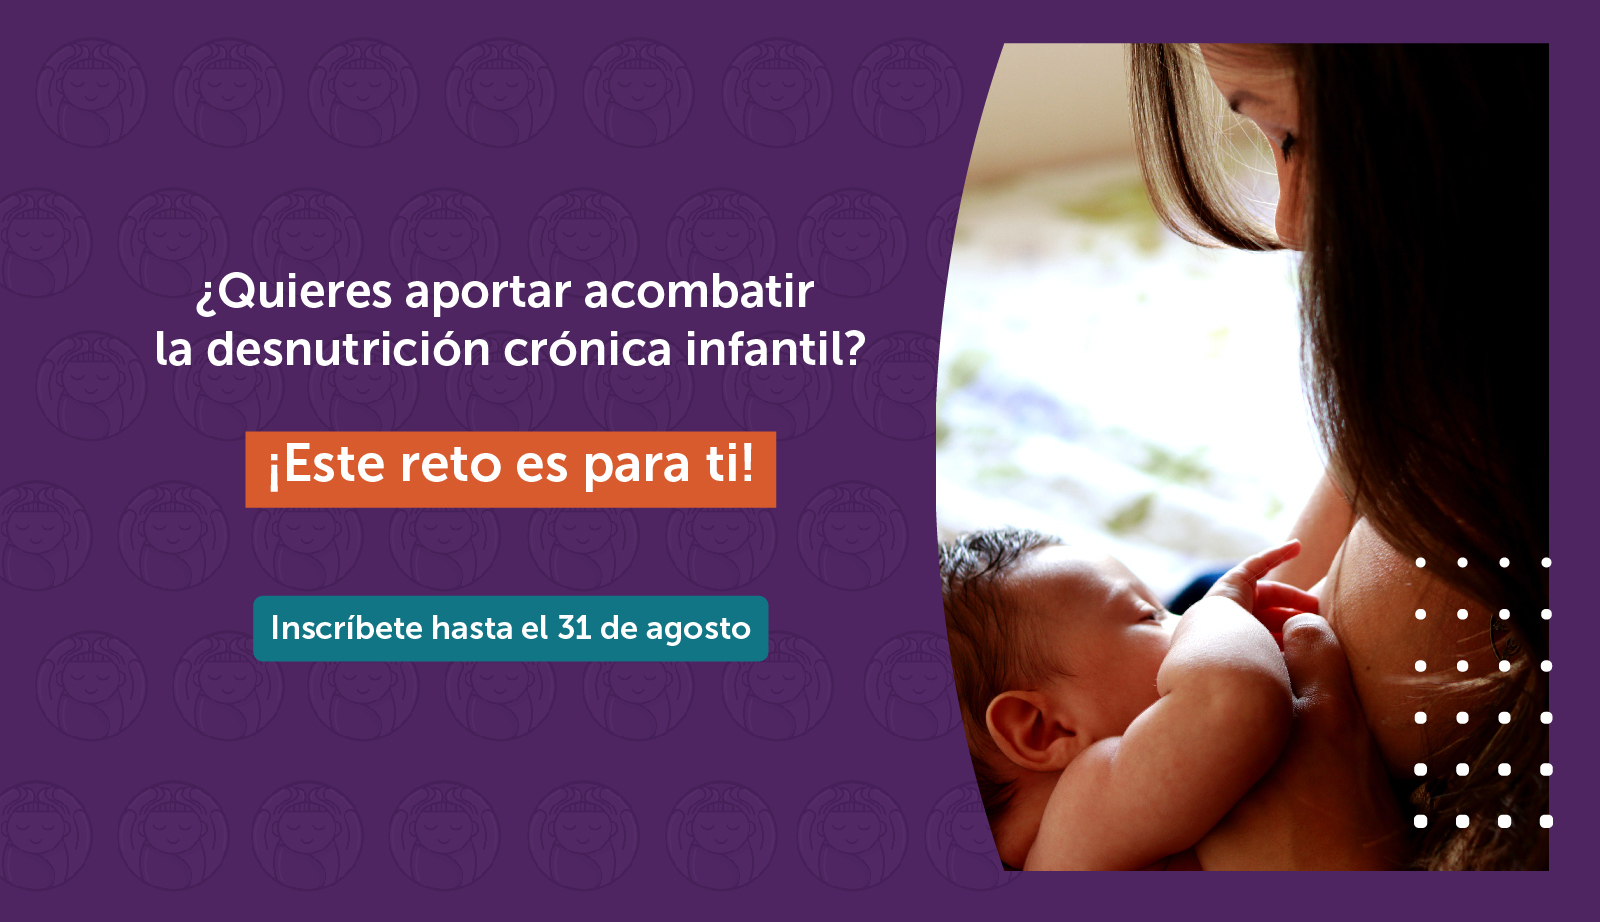 ¿Quieres aportar acombatir
la desnutrición crónica infantil?
¡Este reto es para ti!
Inscríbete hasta el 31 de agosto